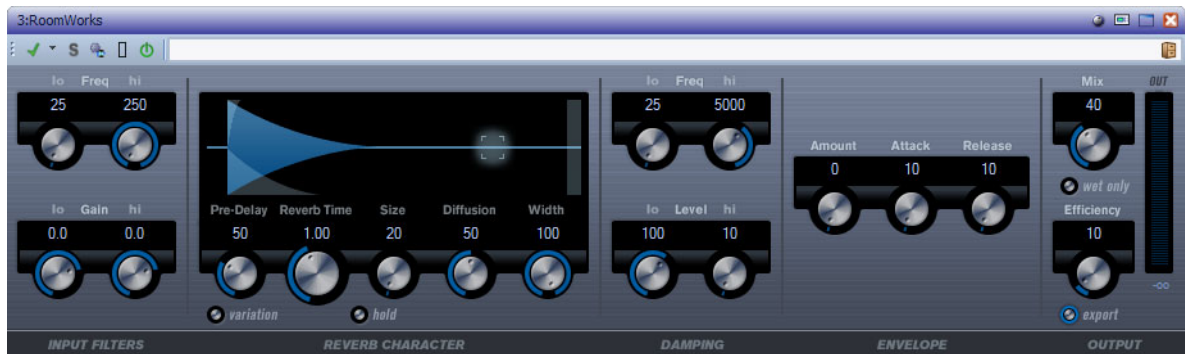 3:RoomWorks
S
lo Freq hi
25 250
lo Gain hi
0.0 0.0
Pre-Delay Reverb Time Size Diffusion Width
50 1.00 20 50 100
variation hold
lo Freq hi
25 5000
lo Level hi
100 10
Amount Attack Release
0 10 10
Mix OUT
40
wet only
Efficiency
10
-∞
export
INPUT FILTERS REVERB CHARACTER DAMPING ENVELOPE OUTPUT